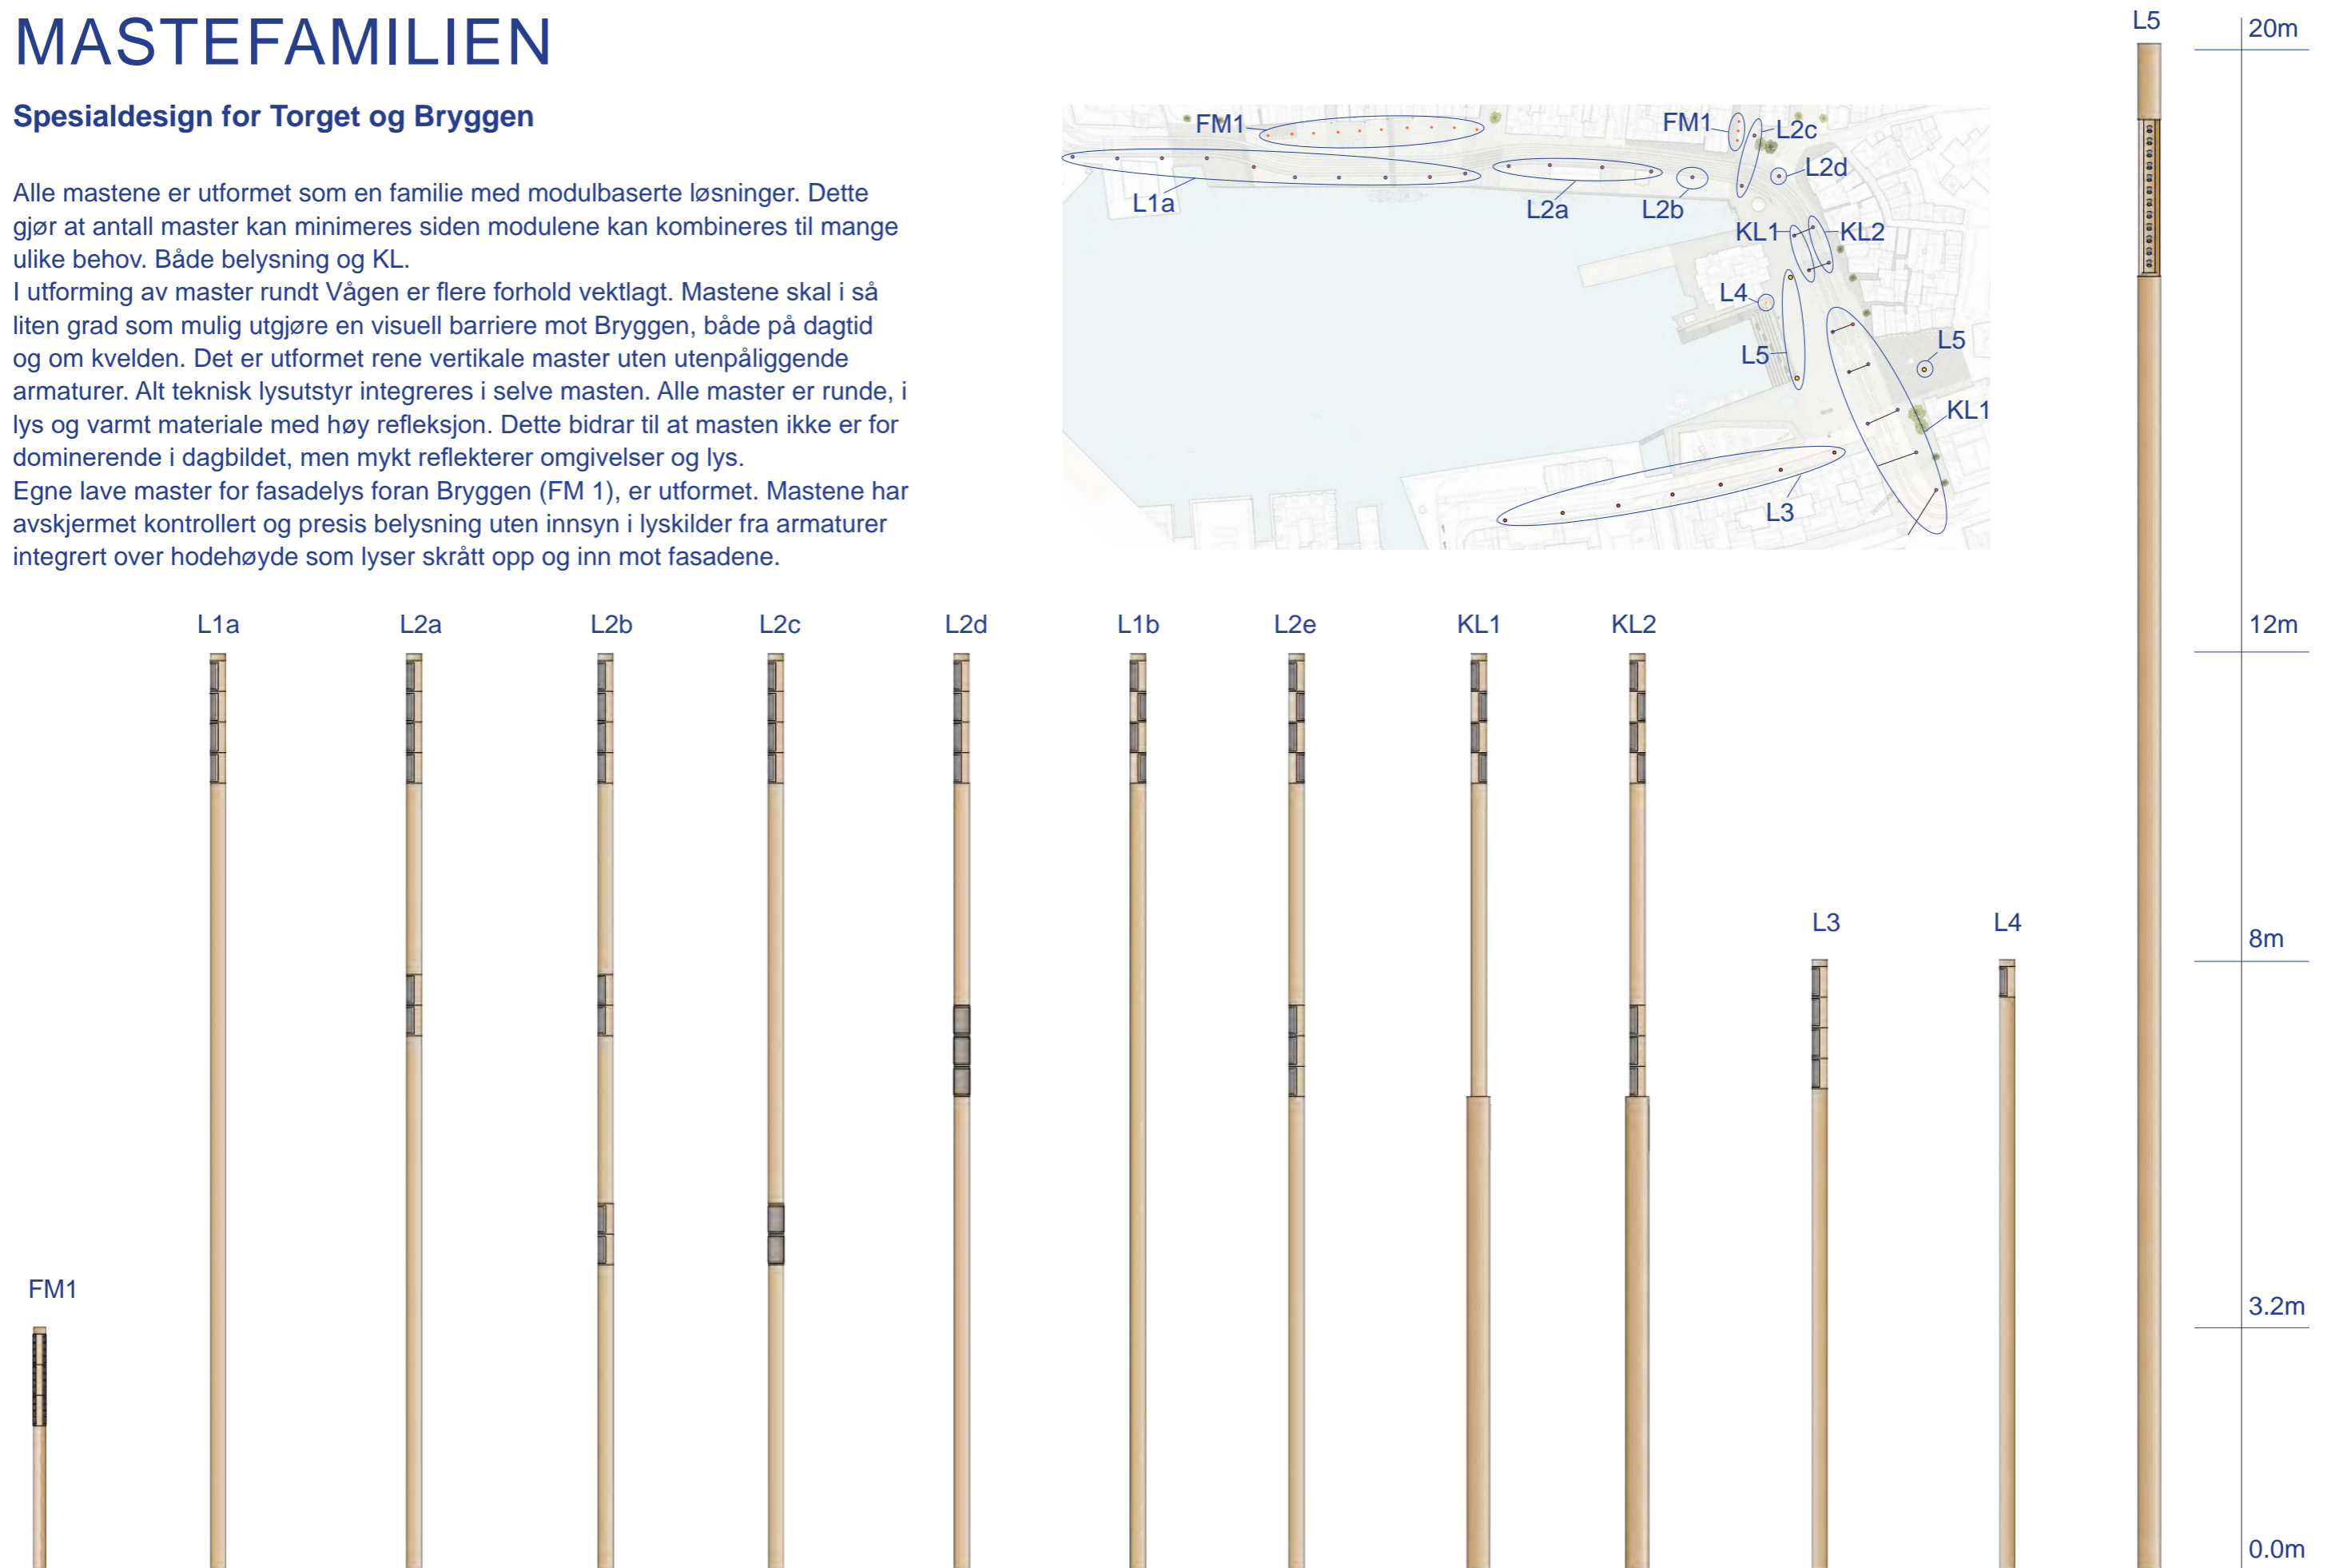 MASTEFAMILIEN
Spesialdesign for Torget og Bryggen
Alle mastene er utformet som en familie med modulbaserte løsninger. Dette
gjør at antall master kan minimeres siden modulene kan kombineres til mange
ulike behov. Både belysning og KL.
I utforming av master rundt Vågen er flere forhold vektlagt. Mastene skal i så
liten grad som mulig utgjøre en visuell barriere mot Bryggen, både på dagtid
og om kvelden. Det er utformet rene vertikale master uten utenpåliggende
armaturer. Alt teknisk lysutstyr integreres i selve masten. Alle master er runde, i
lys og varmt materiale med høy refleksjon. Dette bidrar til at masten ikke er for
dominerende i dagbildet, men mykt reflekterer omgivelser og lys.
Egne lave master for fasadelys foran Bryggen (FM 1), er utformet. Mastene har
avskjermet kontrollert og presis belysning uten innsyn i lyskilder fra armaturer
integrert over hodehøyde som lyser skrått opp og inn mot fasadene.
FM1
FM1
L2c
L2d
L1a
L2a
L2b
KL1
KL2
L4
L5
L5
KL1
L3
L5
20m
L1a
L2a
L2b
L2c
L2d
L1b
L2e
KL1
KL2
12m
L3
L4
8m
FM1
3.2m
0.0m